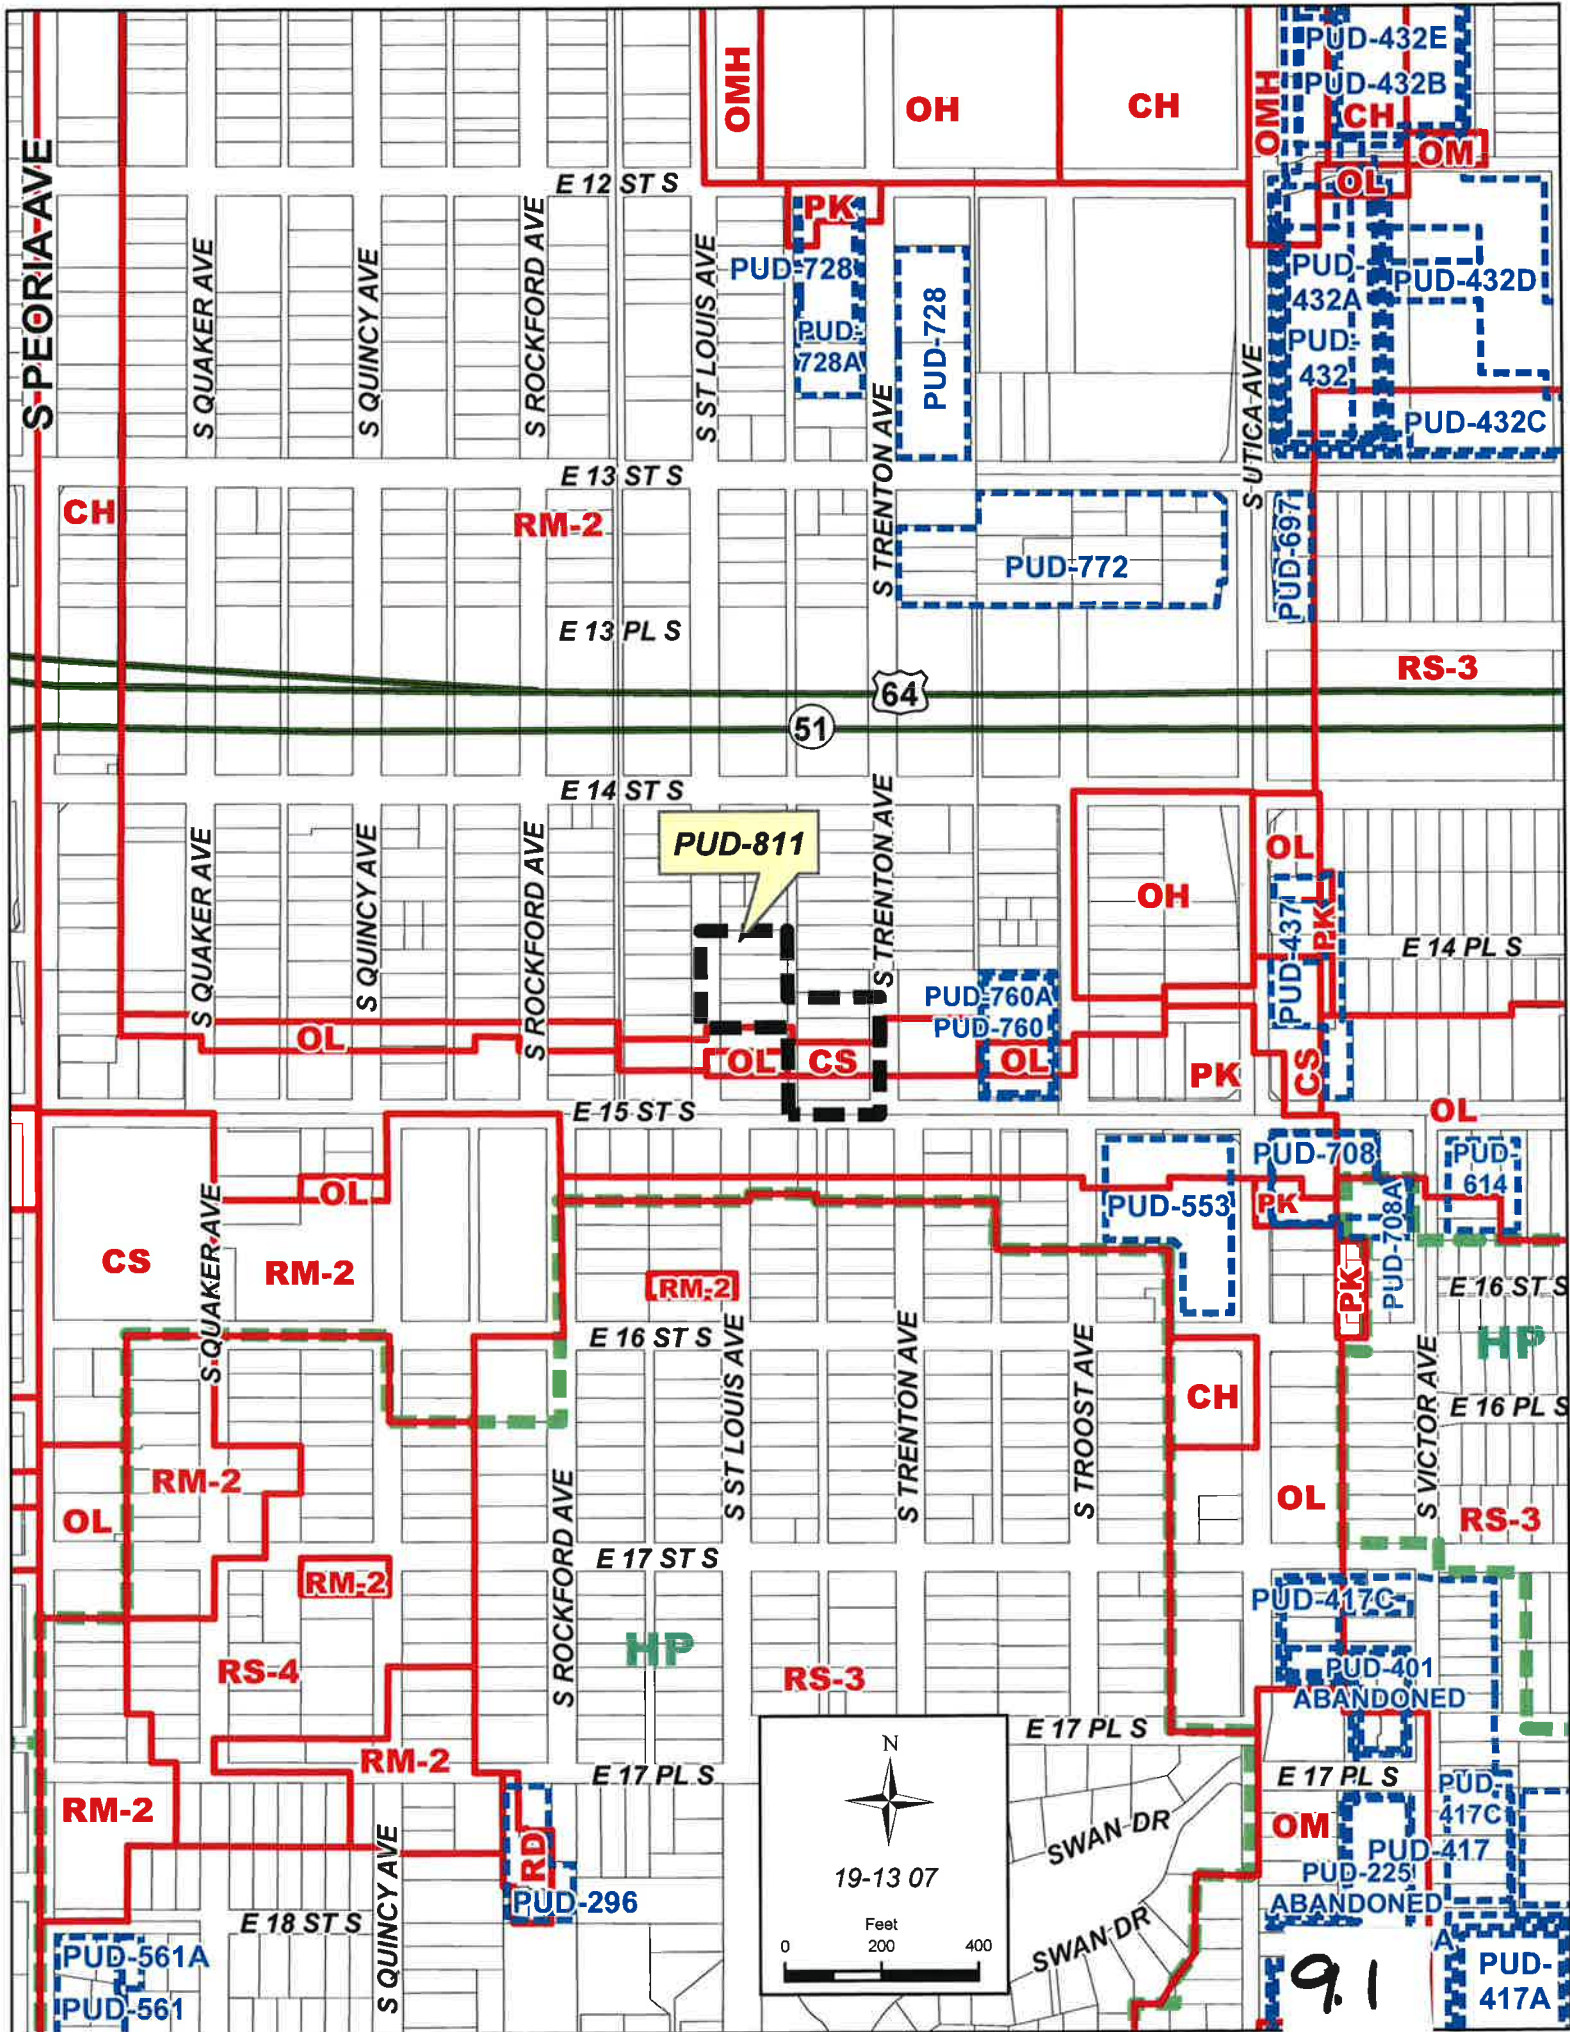 PUD-432E
OMH
OMH
PUD-432B
OH
CH
CH
OM
S PEORIA AVE
E 12 ST S
OL
PK
S QUAKER AVE
S QUINCY AVE
S ROCKFORD AVE
S ST LOUIS AVE
PUD-728
PUD-728
PUD-
432A
PUD-432D
PUD-
728A
PUD-
432
S TRENTON AVE
S UTICA AVE
PUD-432C
E 13 ST S
CH
RM-2
PUD-772
PUD-697
E 13 PL S
RS-3
64
51
E 14 ST S
S QUAKER AVE
S QUINCY AVE
S ROCKFORD AVE
PUD-811
S TRENTON AVE
OL
OH
PUD-437
PK
E 14 PL S
PUD-760A
PUD-760
OL
OL
CS
OL
PK
CS
E 15 ST S
OL
PUD-708
PUD-
614
OL
PUD-553
PK
PUD-708A
S QUAKER AVE
CS
RM-2
RM-2
PK
E 16 ST S
E 16 ST S
HP
S ST LOUIS AVE
S TRENTON AVE
S TROOST AVE
CH
S VICTOR AVE
E 16 PL S
RM-2
OL
S ROCKFORD AVE
OL
RS-3
E 17 ST S
RM-2
PUD-417C
HP
RS-4
RS-3
PUD-401
ABANDONED
E 17 PL S
RM-2
E 17 PL S
E 17 PL S
RM-2
PUD-
417C
N
SWAN DR
OM
PUD-417
S QUINCY AVE
RD
19-13 07
PUD-225
ABANDONED
PUD-296
E 18 ST S
Feet
0 200 400
SWAN DR
PUD-561A
PUD-561
A
PUD-
417A
9.1